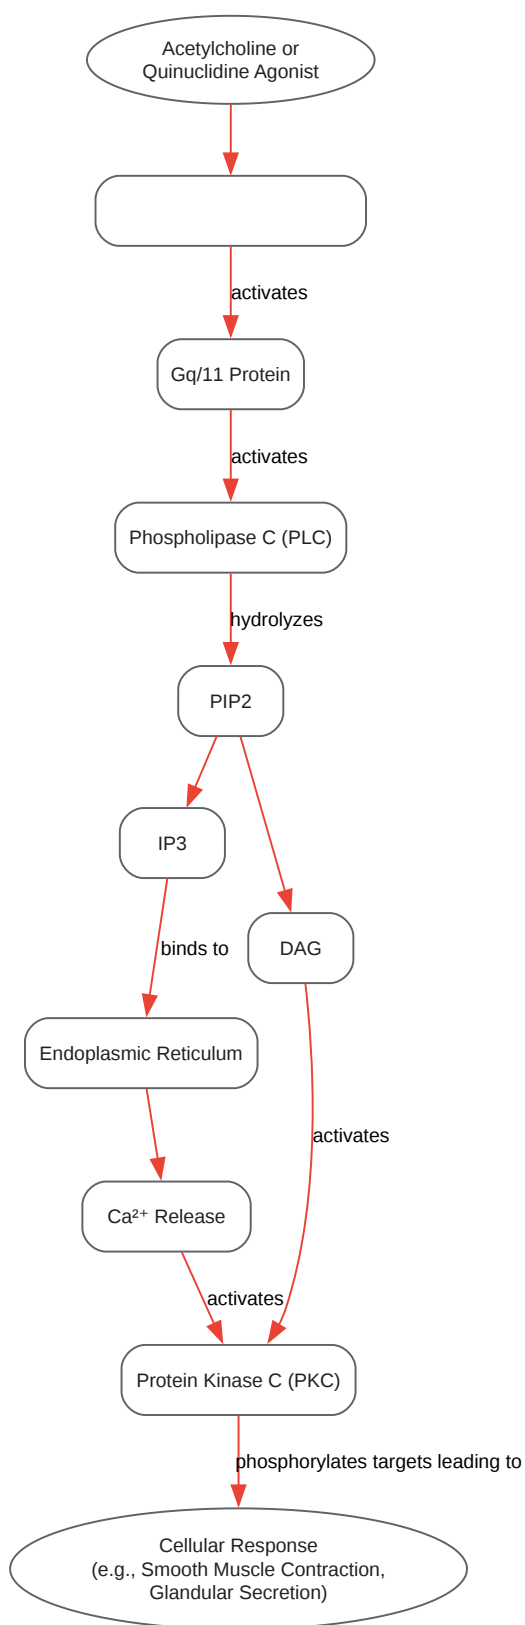 Acetylcholine or
Quinuclidine Agonist
activates
Gq/11 Protein
activates
Phospholipase C (PLC)
hydrolyzes
PIP2
IP3
binds to
DAG
Endoplasmic Reticulum
activates
Ca²⁺ Release
activates
Protein Kinase C (PKC)
phosphorylates targets leading to
Cellular Response
(e.g., Smooth Muscle Contraction,
Glandular Secretion)